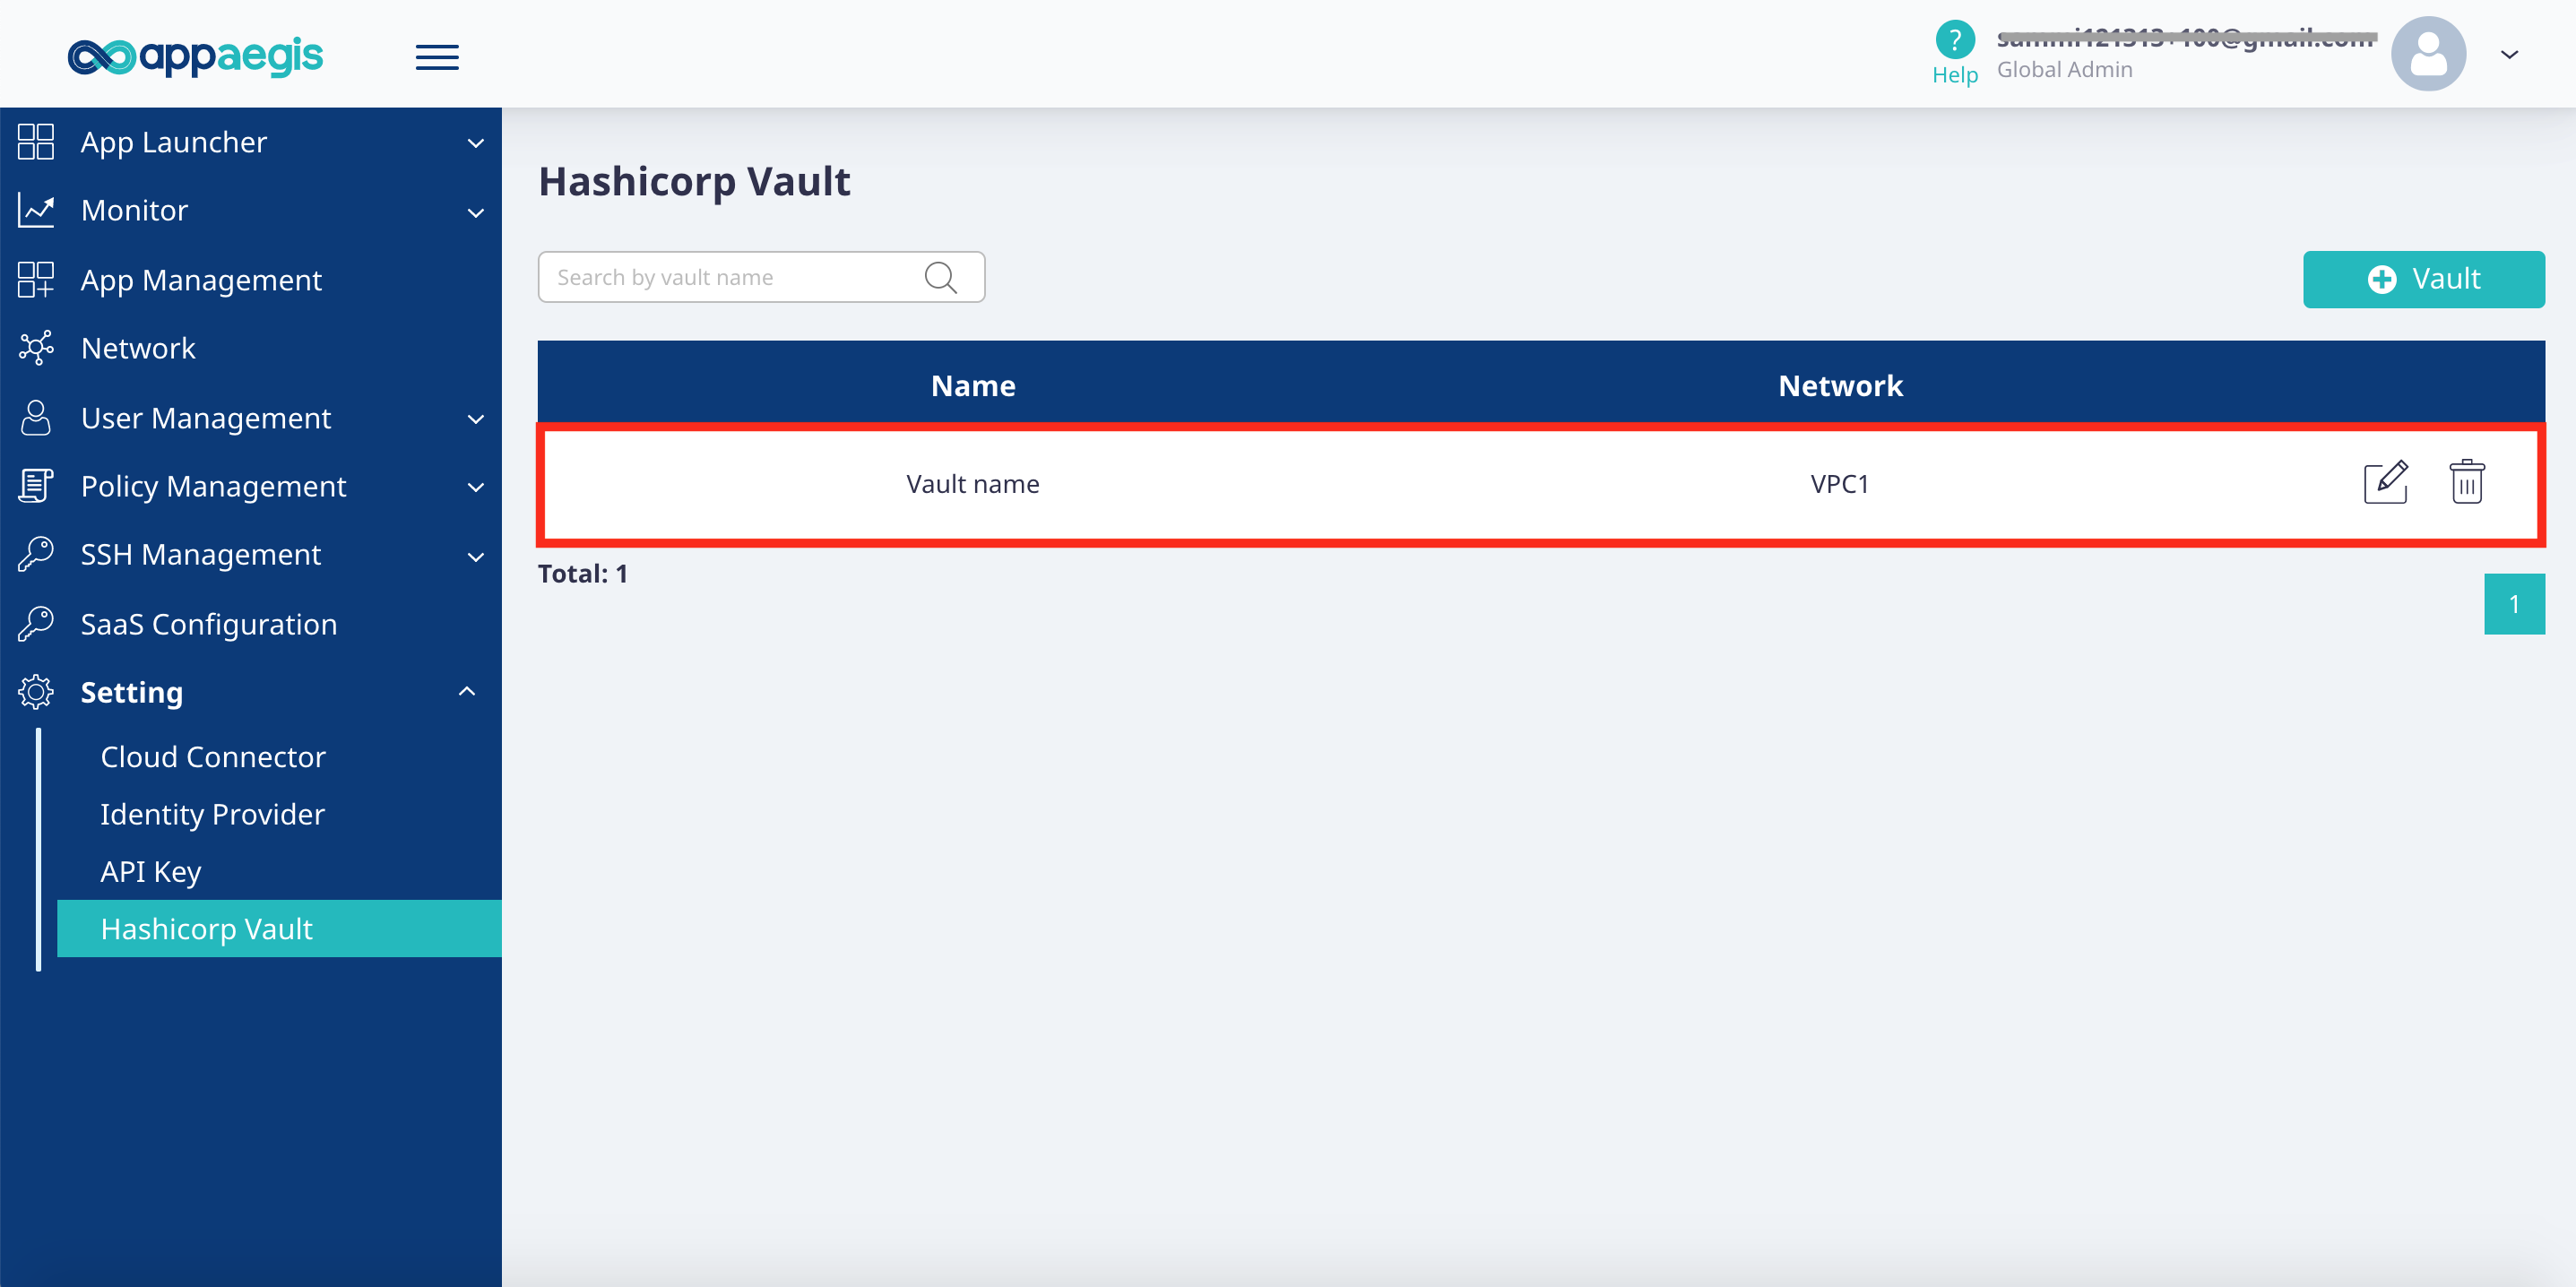 appaegis
?
Help
Global Admin
App Launcher
Monitor
App Management
Network
User Management
Policy Management
SSH Management
SaaS Configuration
Setting
Cloud Connector
Identity Provider
API Key
Hashicorp Vault
Hashicorp Vault
Search by vault name
Vault
Name Network
Vault name VPC1
Total: 1
1